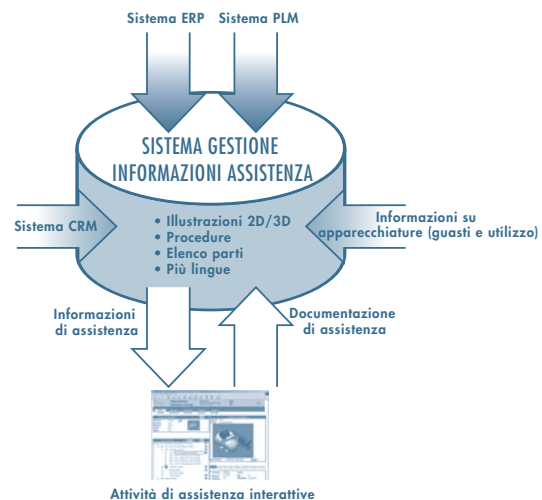 Sistema ERP
Sistema PLM
SISTEMA GESTIONE
INFORMAZIONI ASSISTENZA
Sistema CRM
• Illustrazioni 2D/3D
• Procedure
• Elenco parti
• Più lingue
Informazioni su
apparecchiature (guasti e utilizzo)
Informazioni
di assistenza
Documentazione
di assistenza
Attività di assistenza interattive